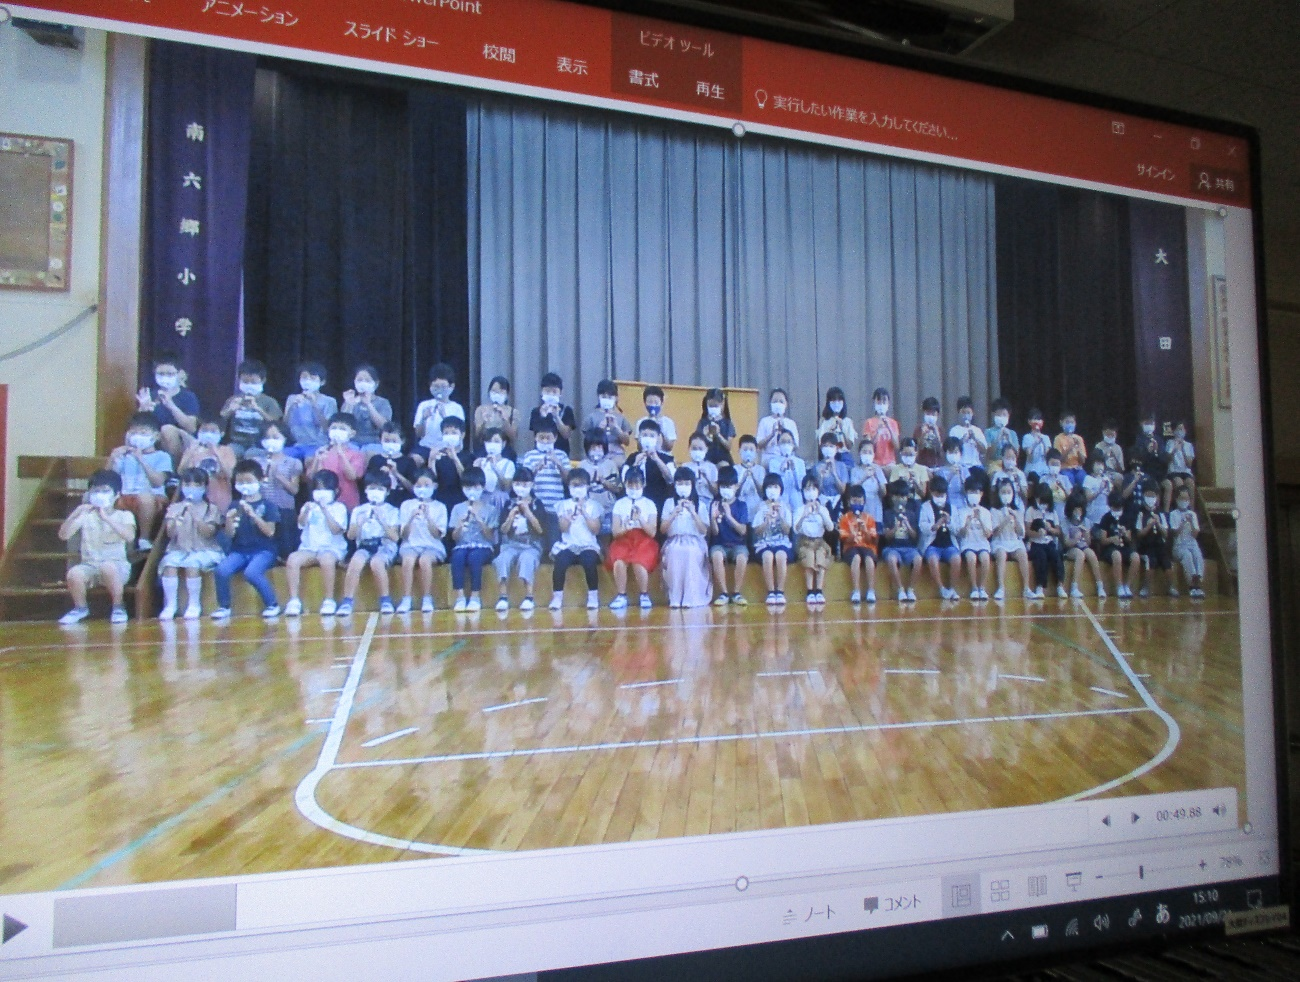 アニメーション
スライド ショー
校閲
表示
ビデオ ツール
書式
再生
実行したい作業を入力してください...
サインイン
共有
南六郷小学
大田
00:49.88
ノート
コメント
78%
あ
15:10